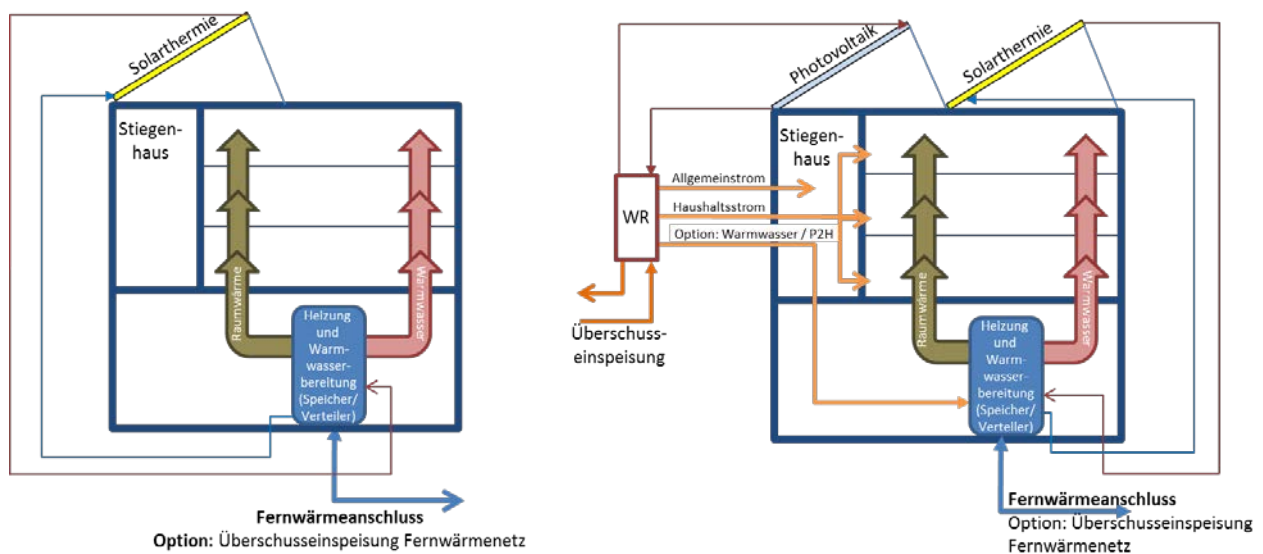 Solarthermie
Stiegen-
haus
Raumwärme
Warmwasser
Heizung
und
Warm-
wasser-
bereitung
(Speicher/
Verteiler)
Fernwärmeanschluss
Option: Überschusseinspeisung Fernwärmenetz
Photovoltaik
Solarthermie
Stiegen-
haus
WR
Allgemeinstrom
Haushaltsstrom
Option: Warmwasser / P2H
Überschuss-
einspeisung
Raumwärme
Warmwasser
Heizung
und
Warm-
wasser-
bereitung
(Speicher/
Verteiler)
Fernwärmeanschluss
Option: Überschusseinspeisung
Fernwärmenetz